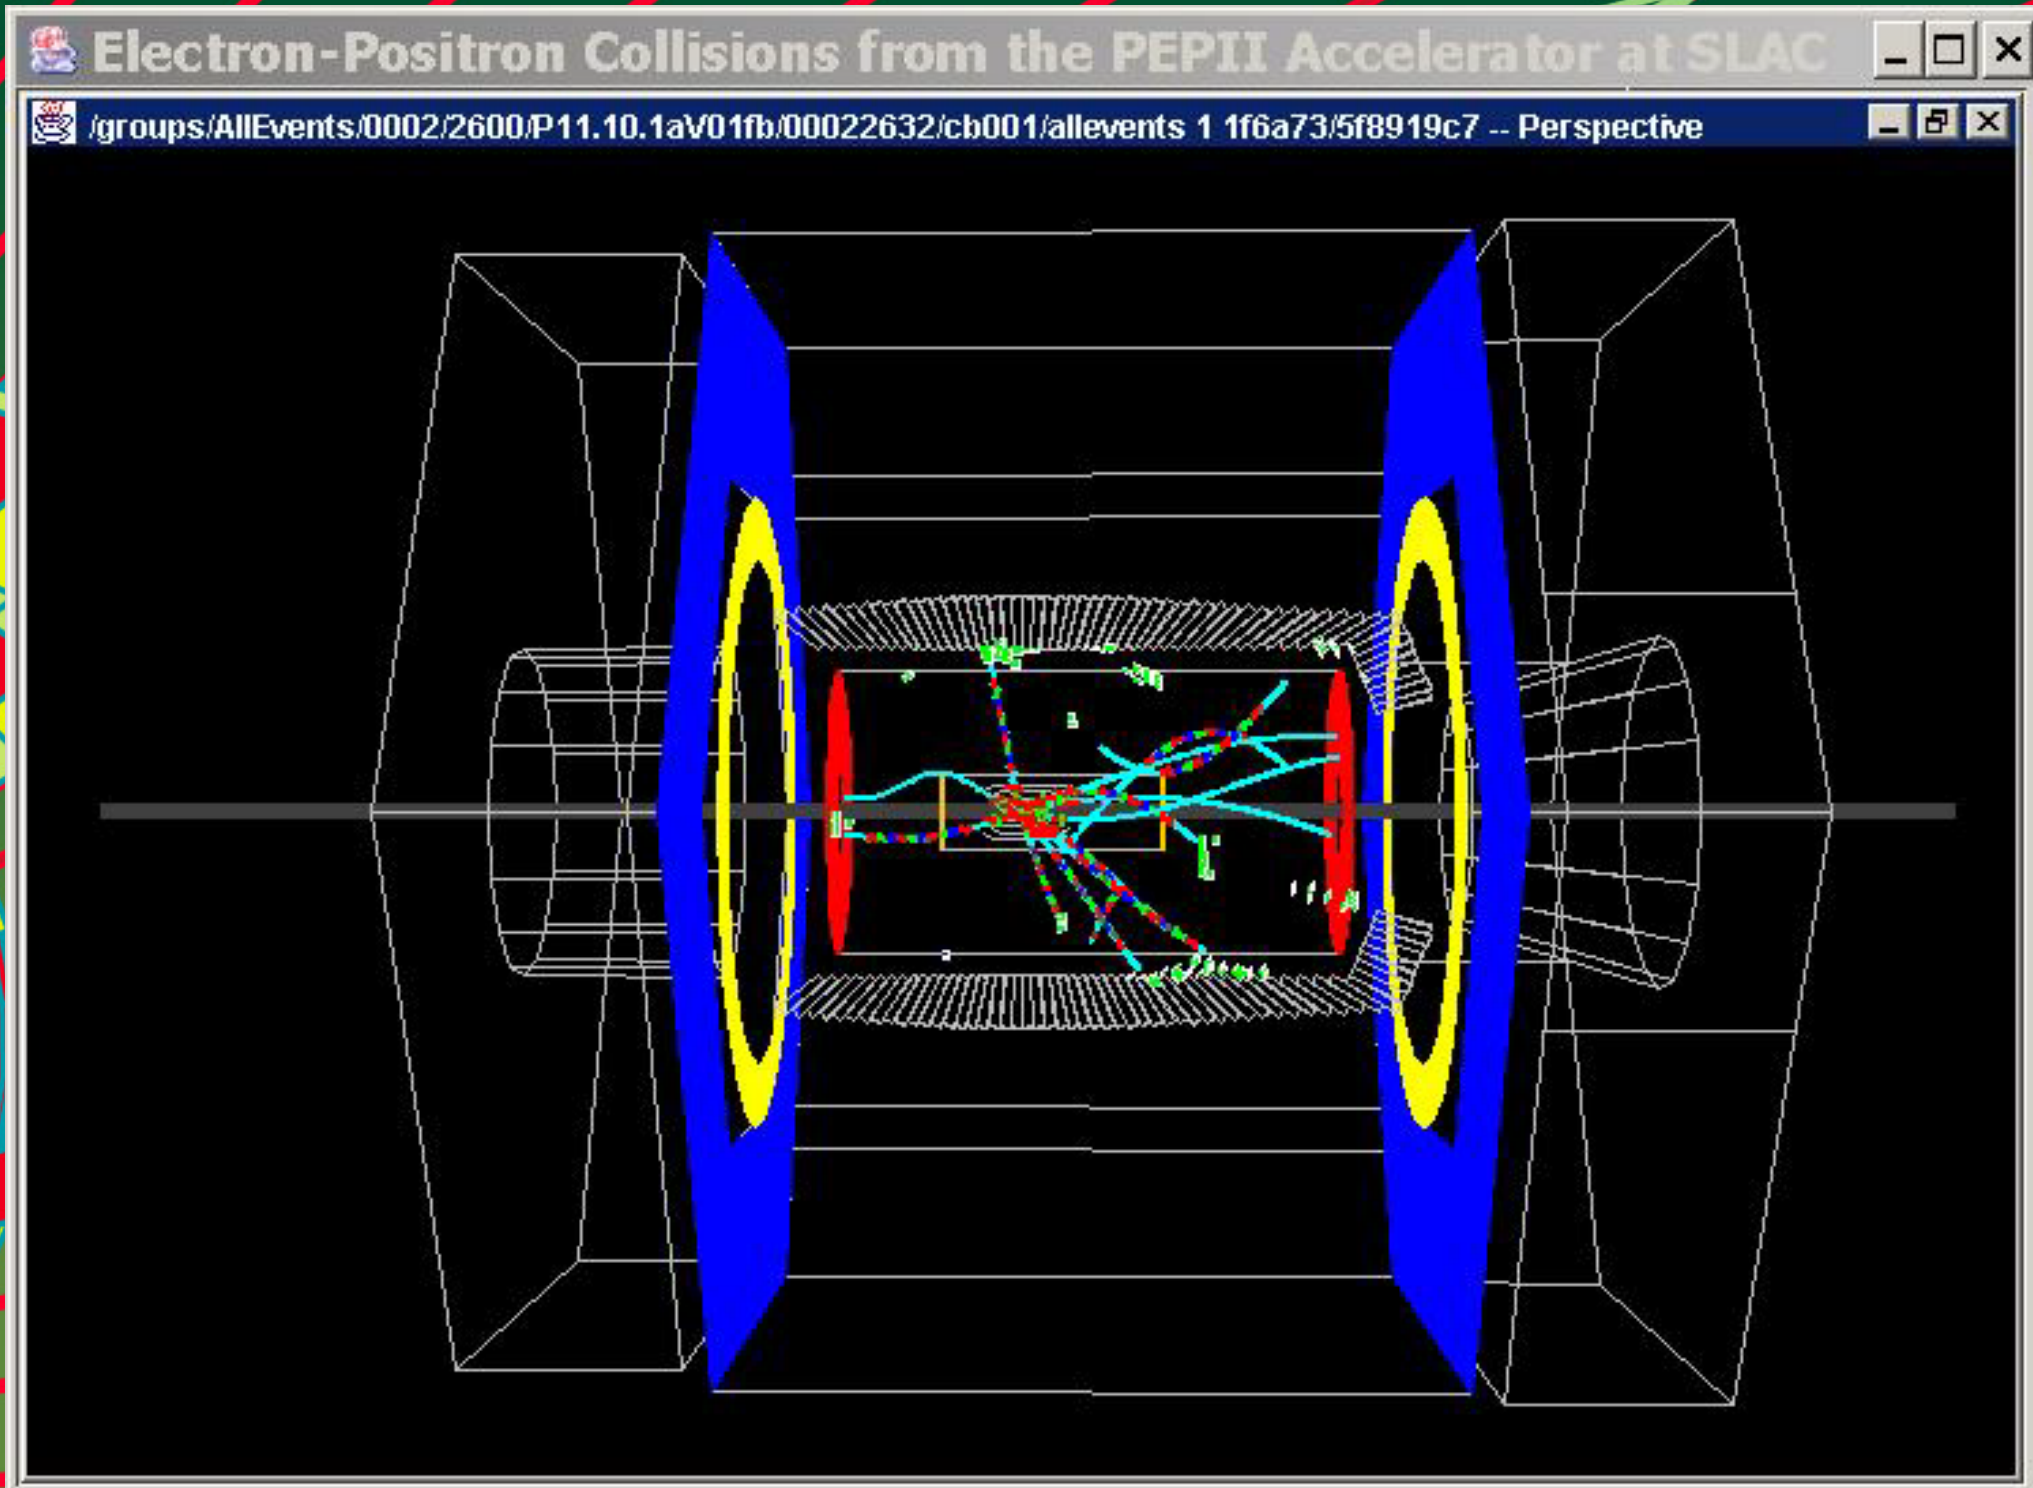 Electron-Positron Collisions from the PEPII Accelerator at SLAC
/groups/AllEvents/0002/2600/P11.10.1aV01fb/00022632/cb001/allevents 1 1f6a73/5f8919c7 -- Perspective